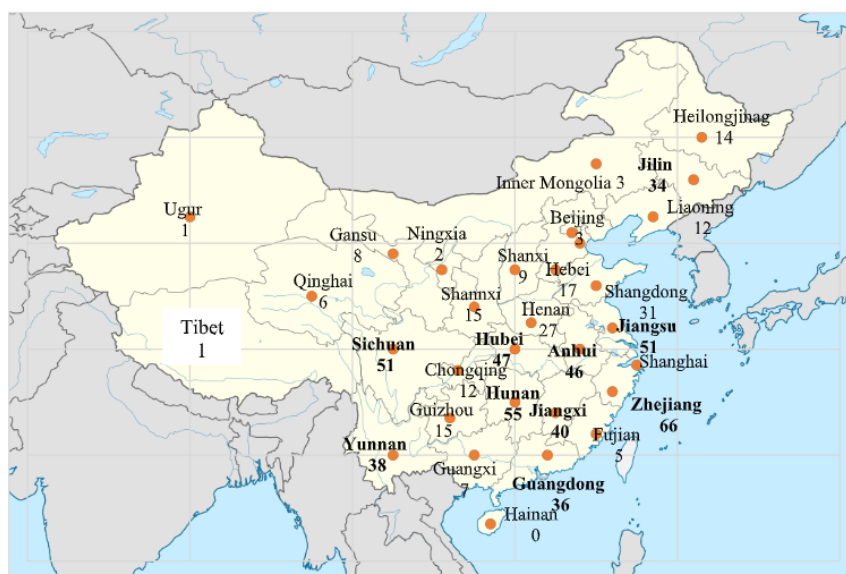 Heilongjinag
14
Jilin
34
Inner Mongolia 3
Liaoning
12
Ugur
1
Beijing
3
Gansu
8
Ningxia
2
Shanxi
9
Hebei
17
Qinghai
6
Shannxi
15
Shangdong
31
Henan
27
Tibet
1
Sichuan
51
Hubei
47
Anhui
46
Jiangsu
51
Shanghai
Chongqing
12
Hunan
55
Jiangxi
40
Zhejiang
66
Guizhou
15
Fujian
5
Yunnan
38
Guangxi
7
Guangdong
36
Hainan
0